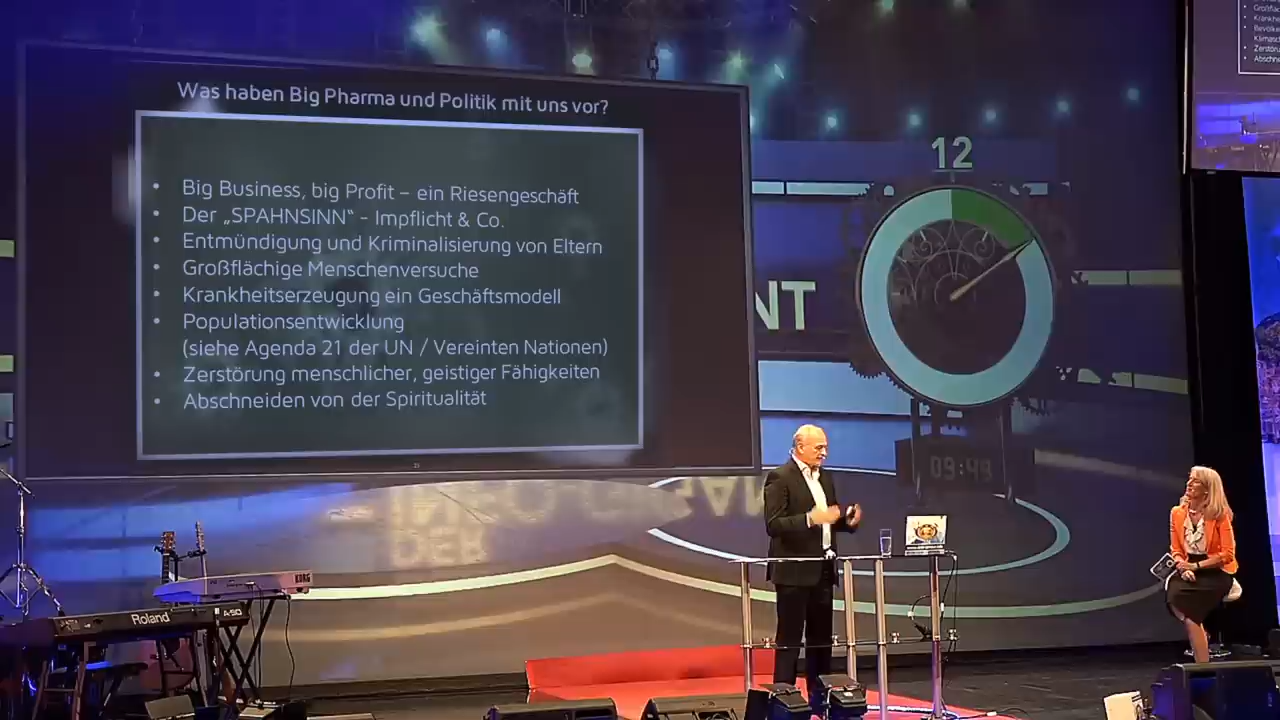 Was haben Big Pharma und Politik mit uns vor?
• Big Business, big Profit – ein Riesengeschäft
• Der „SPAHNSINN“ - Impflicht & Co.
• Entmündigung und Kriminalisierung von Eltern
• Großflächige Menschenversuche
• Krankheitserzeugung ein Geschäftsmodell
• Populationsentwicklung
(siehe Agenda 21 der UN / Vereinten Nationen)
• Zerstörung menschlicher, geistiger Fähigkeiten
• Abschneiden von der Spiritualität
12
NT
09:49
DER
KORG
Roland
A-90